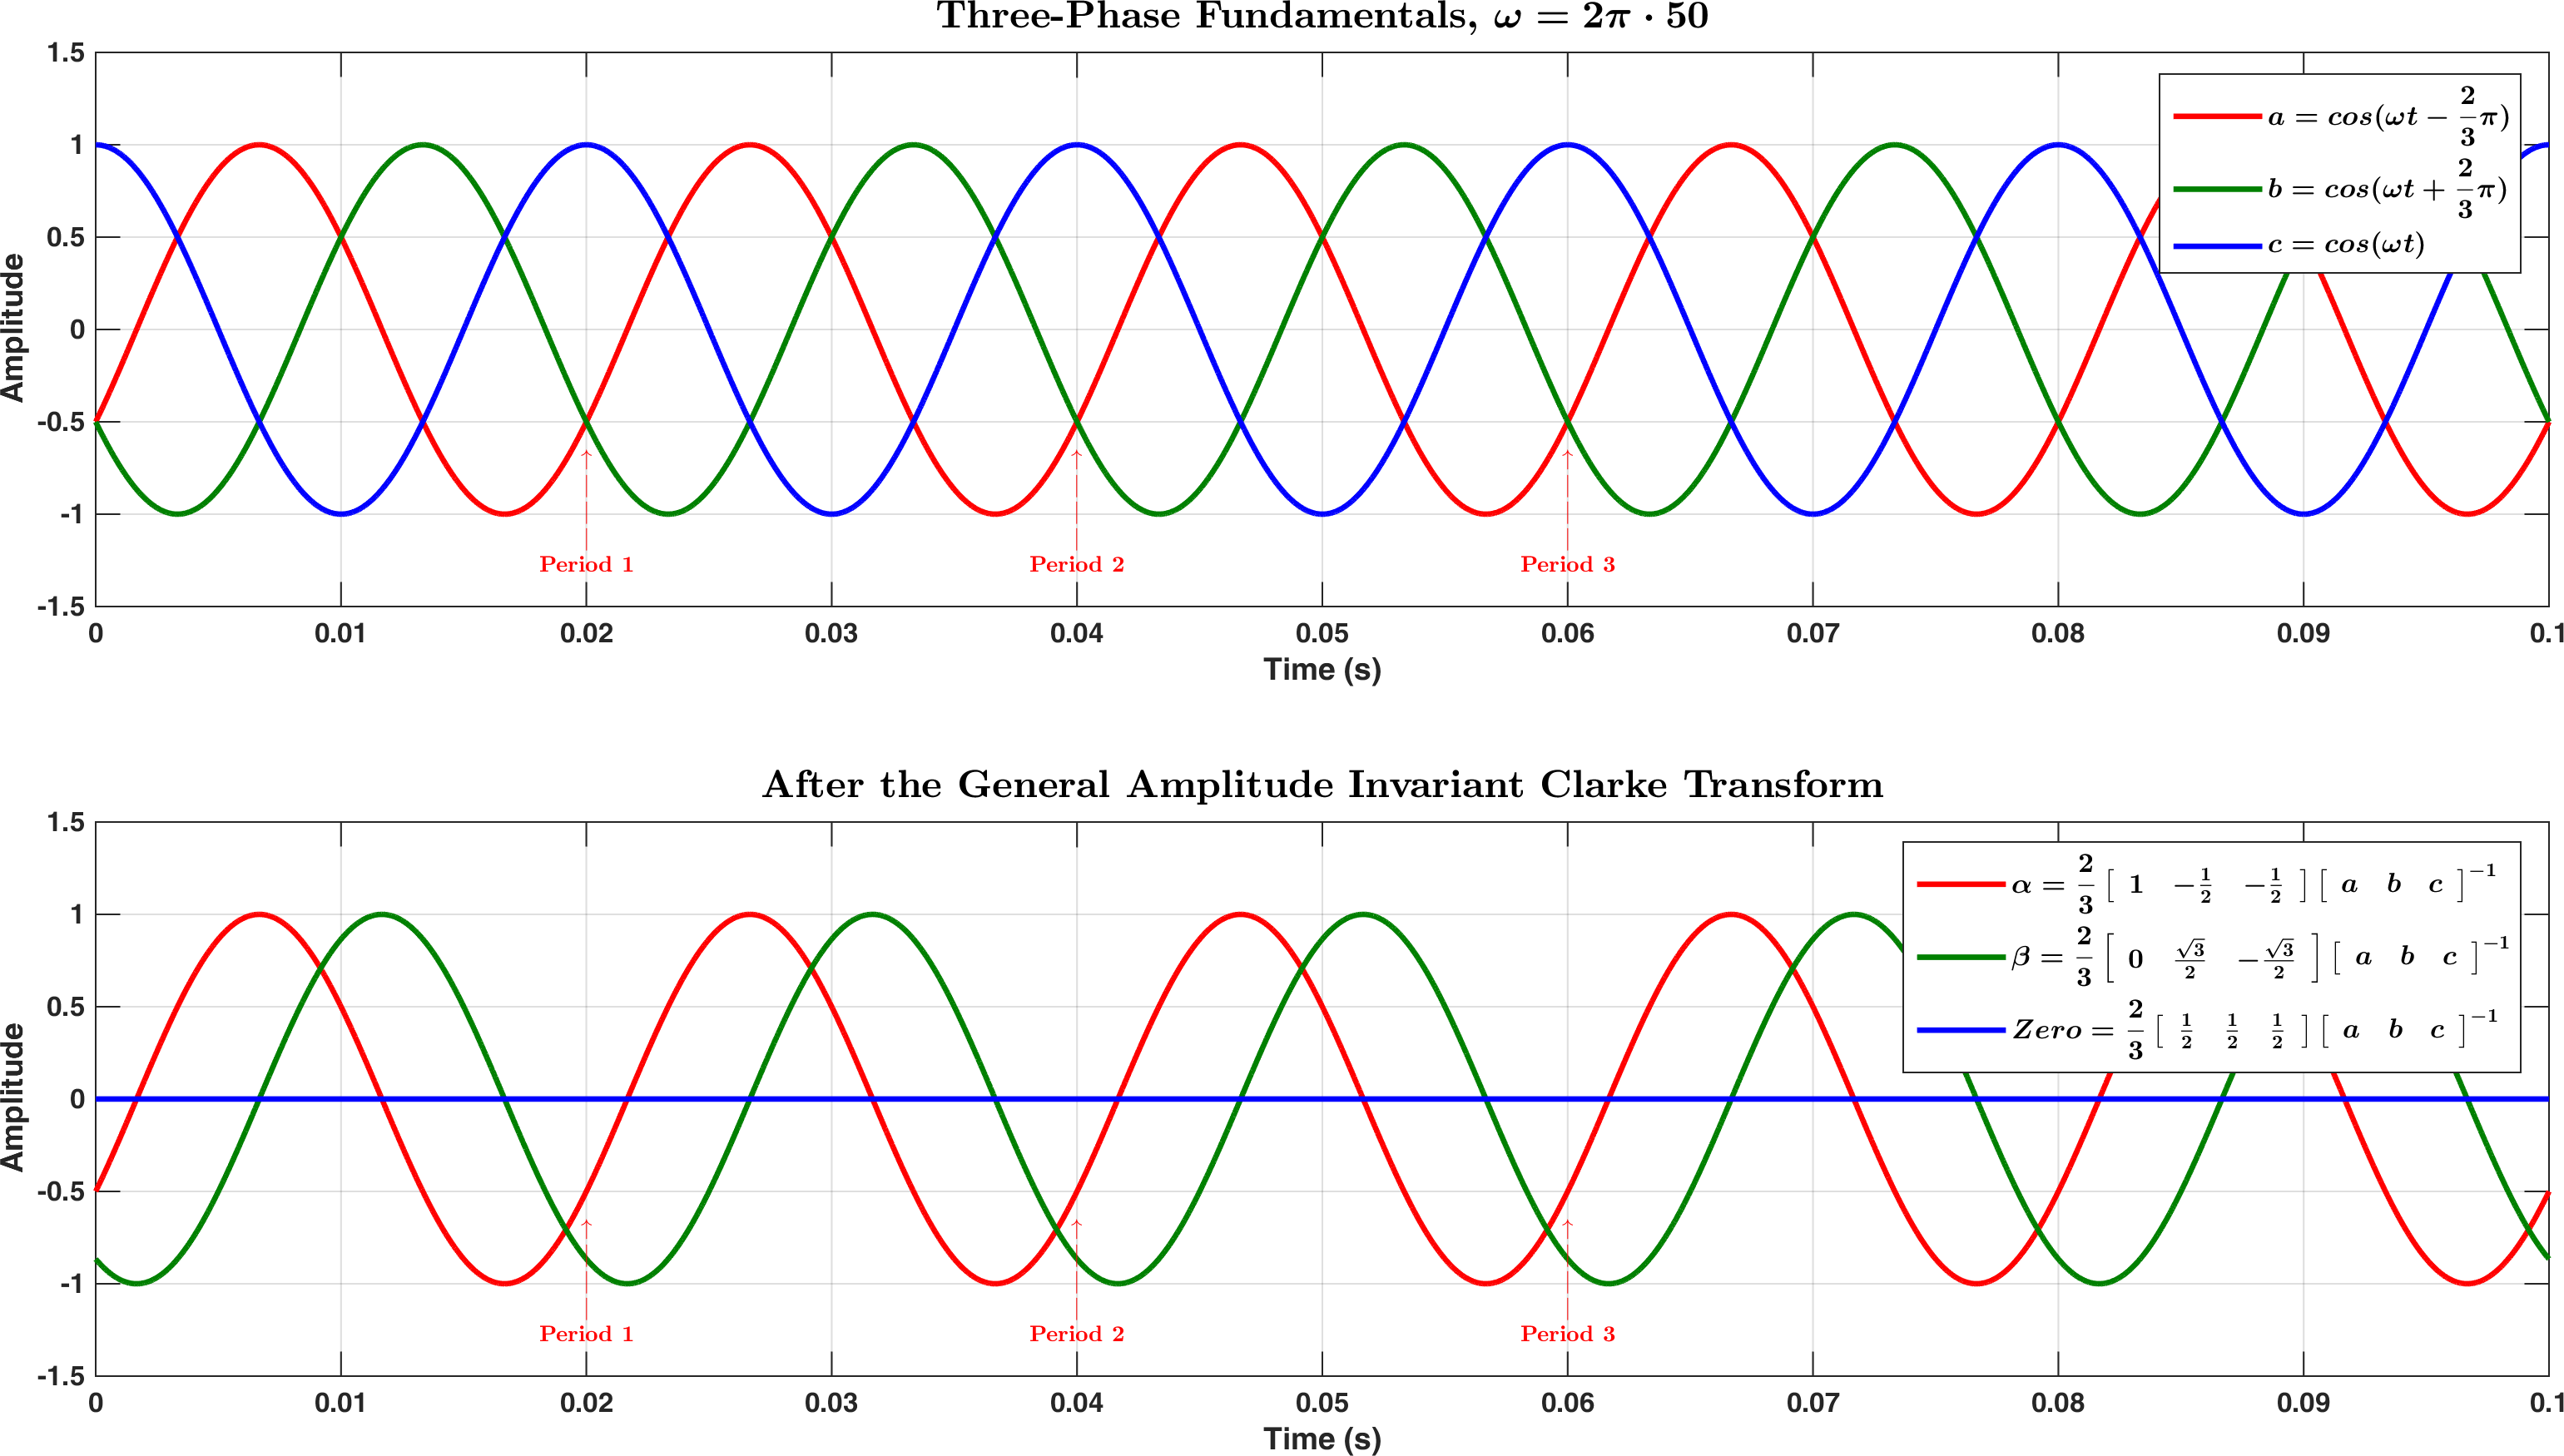 Three-Phase Fundamentals, ω = 2π · 50
1.5
1
0.5
0
-0.5
-1
-1.5
Amplitude
a = cos(ωt − 2/3 π)
b = cos(ωt + 2/3 π)
c = cos(ωt)
Period 1 Period 2 Period 3
0 0.01 0.02 0.03 0.04 0.05 0.06 0.07 0.08 0.09 0.1
Time (s)
After the General Amplitude Invariant Clarke Transform
1.5
1
0.5
0
-0.5
-1
-1.5
Amplitude
α = 2/3 [ 1 −1/2 −1/2 ] [ a b c ]^−1
β = 2/3 [ 0 √3/2 −√3/2 ] [ a b c ]^−1
Zero = 2/3 [ 1/2 1/2 1/2 ] [ a b c ]^−1
Period 1 Period 2 Period 3
0 0.01 0.02 0.03 0.04 0.05 0.06 0.07 0.08 0.09 0.1
Time (s)